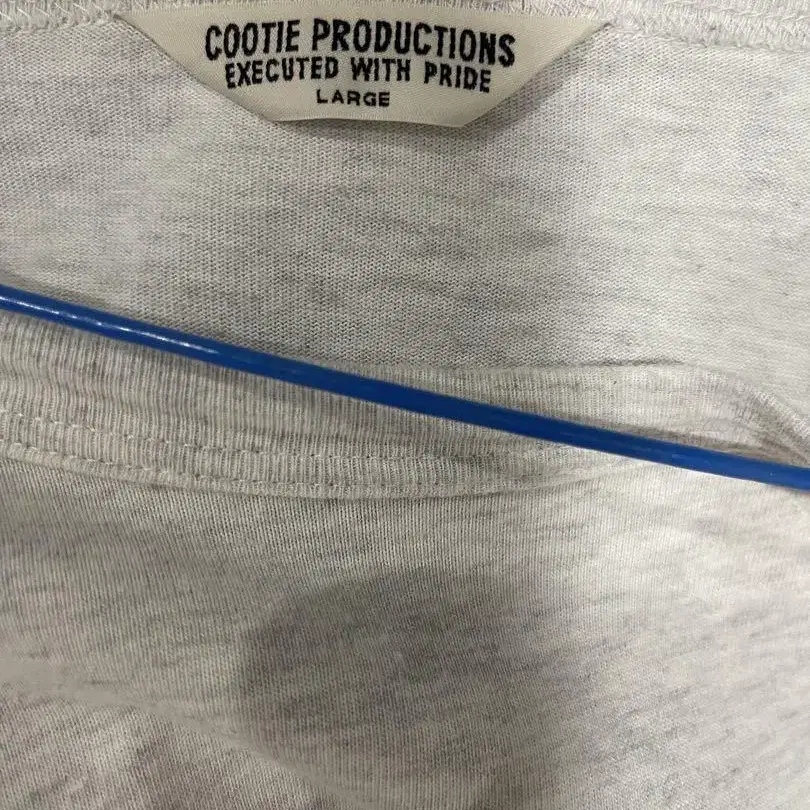 COOTIE PRODUCTIONS
EXECUTED WITH PRIDE
LARGE